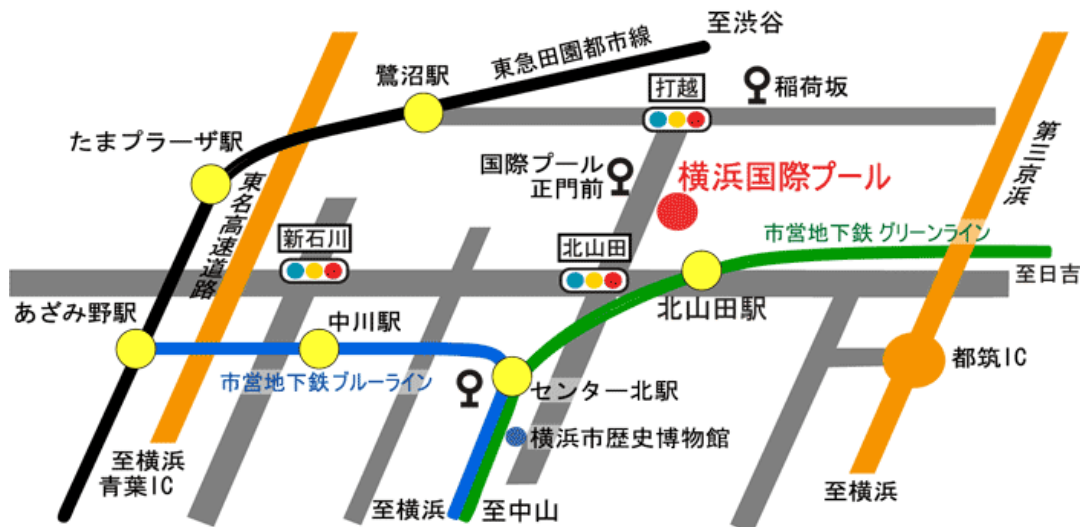 至渋谷
東急田園都市線
鷺沼駅
打越
稲荷坂
たまプラーザ駅
国際プール
正門前
横浜国際プール
第三京浜
東名高速道路
新石川
北山田
市営地下鉄 グリーンライン
至日吉
あざみ野駅
中川駅
北山田駅
市営地下鉄ブルーライン
都筑IC
センター北駅
横浜市歴史博物館
至横浜
青葉IC
至横浜
至中山
至横浜